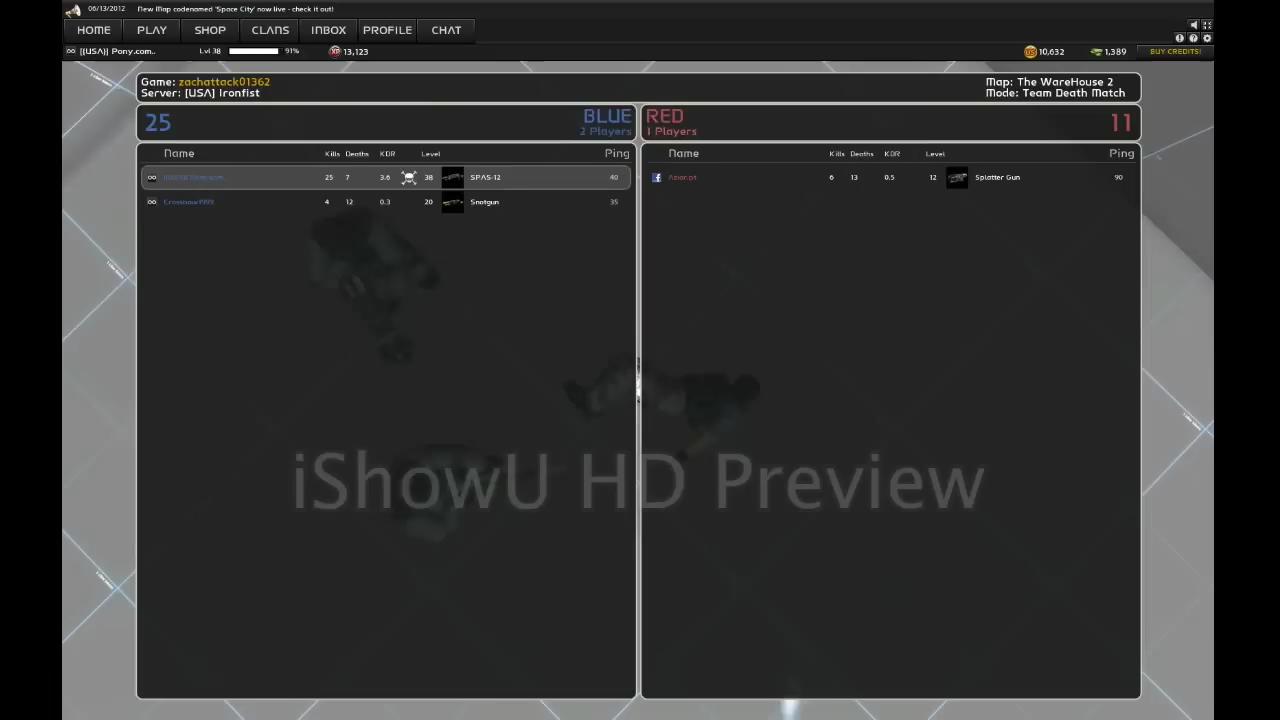 06/13/2012 New Map codenamed 'Space City' now live - check it out!
HOME PLAY SHOP CLANS INBOX PROFILE CHAT
[[USA]] Pony.com.. Lvl 38 91% XP 13,123 10,632 1,389 BUY CREDITS!
Game: zachattack01362
Server: [USA] Ironfist
Map: The WareHouse 2
Mode: Team Death Match
25 BLUE
2 Players
RED 11
1 Players
Name Kills Deaths KDR Level Ping
25 7 3.6 38 SPAS-12 40
4 12 0.3 20 Snotgun 35
Name Kills Deaths KDR Level Ping
6 13 0.5 12 Splatter Gun 90
iShowU HD Preview